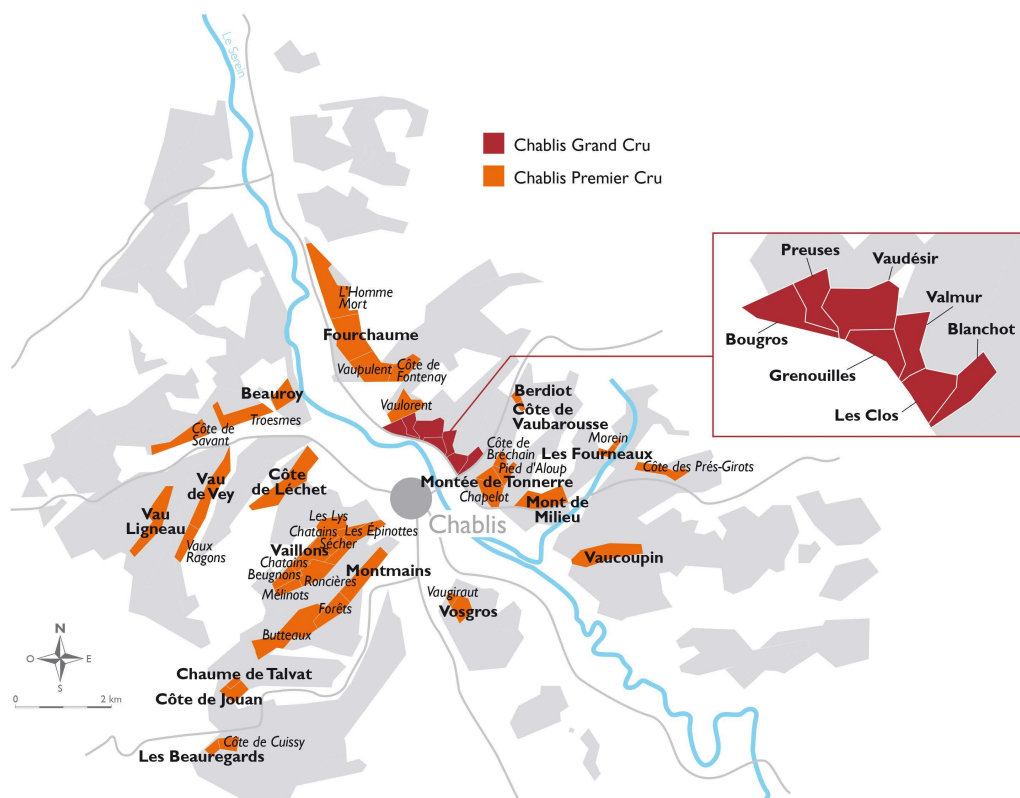 Le Serein
Chablis Grand Cru
Chablis Premier Cru
Preuses
Vaudésir
Valmur
Blanchot
Bougros
Grenouilles
Les Clos
L'Homme
Mort
Fourchaume
Vaupulent
Côte de
Fontenay
Vaulorent
Beauroy
Troesmes
Côte de
Savant
Berdiot
Côte de
Vaubarousse
Morein
Les Fourneaux
Côte des Prés-Girots
Côte de
Bréchain
Pied d'Aloup
Montée de Tonnerre
Chapelot
Mont de
Milieu
Vau
de Vey
Côte
de Léchet
Vau
Ligneau
Vaux
Ragons
Chablis
Les Lys
Chatains
Les Épinottes
Sécher
Vaillons
Chatains
Beugnons
Roncières
Mélinots
Montmains
Forêts
Butteaux
Vaucoupin
Vaugiraut
Vosgros
Chaume de Talvat
Côte de Jouan
Côte de Cuissy
Les Beauregards
N
O
E
S
0
2 km